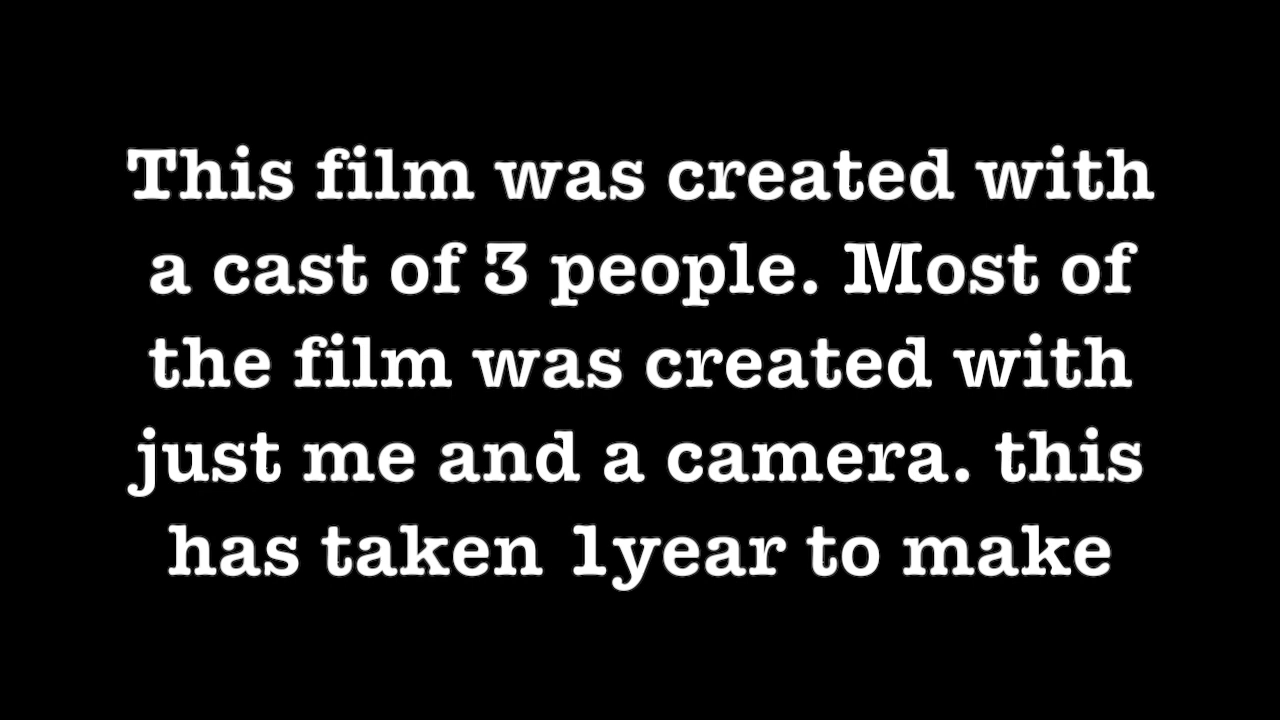 This film was created with
a cast of 3 people. Most of
the film was created with
just me and a camera. this
has taken 1year to make